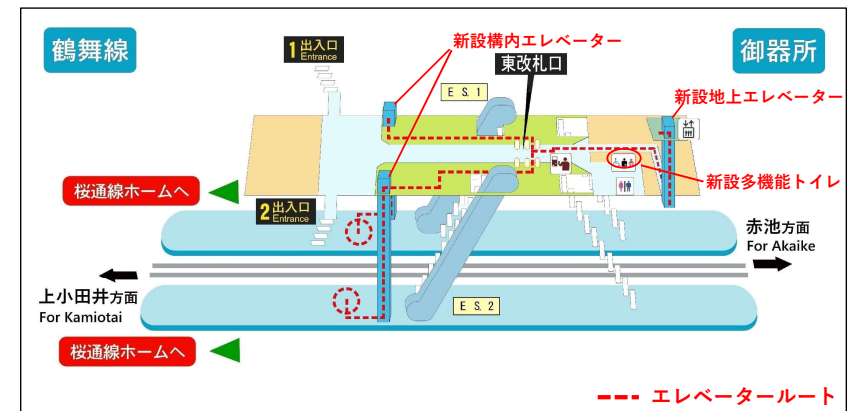 鶴舞線
1 出入口
Entrance
新設構内エレベーター
御器所
東改札口
E S. 1
新設地上エレベーター
新設多機能トイレ
桜通線ホームへ
2 出入口
Entrance
赤池方面
For Akaike
上小田井方面
For Kamiotai
E S. 2
桜通線ホームへ
エレベータールート